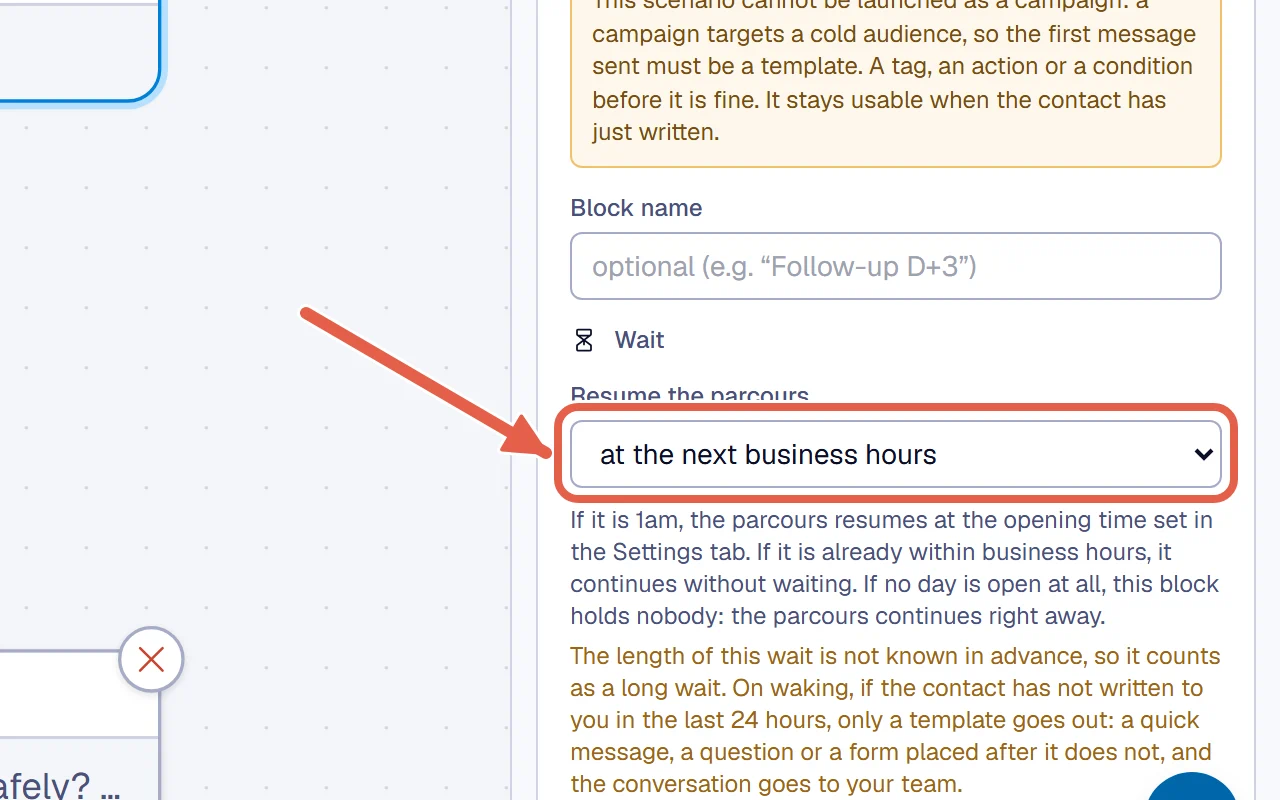 This scenario cannot be launched as a campaign: a
campaign targets a cold audience, so the first message
sent must be a template. A tag, an action or a condition
before it is fine. It stays usable when the contact has
just written.
Block name
optional (e.g. “Follow-up D+3”)
Wait
Resume the parcours
at the next business hours
If it is 1am, the parcours resumes at the opening time set in
the Settings tab. If it is already within business hours, it
continues without waiting. If no day is open at all, this block
holds nobody: the parcours continues right away.
The length of this wait is not known in advance, so it counts
as a long wait. On waking, if the contact has not written to
you in the last 24 hours, only a template goes out: a quick
message, a question or a form placed after it does not, and
the conversation goes to your team.
afely? ...